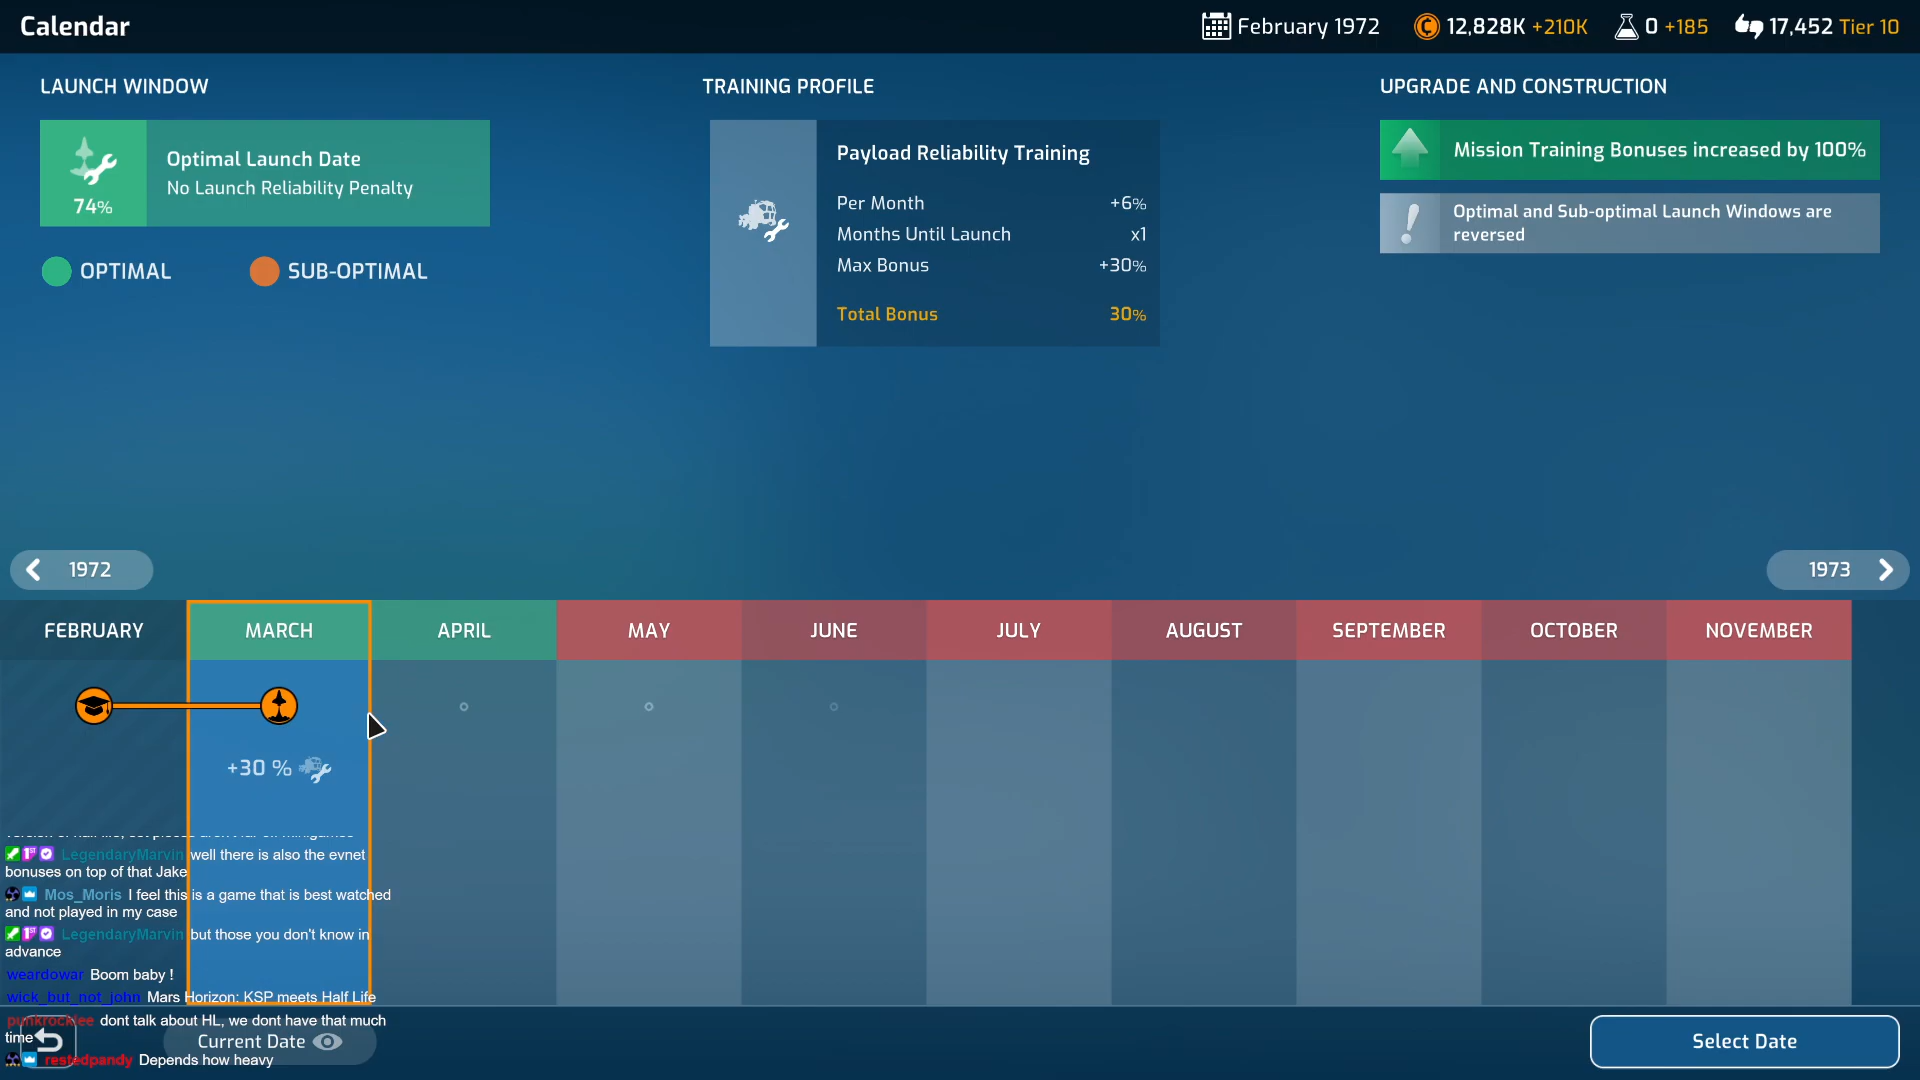 Calendar
February 1972
12,828K +210K
0 +185
17,452 Tier 10
LAUNCH WINDOW
74%
Optimal Launch Date
No Launch Reliability Penalty
OPTIMAL
SUB-OPTIMAL
TRAINING PROFILE
Payload Reliability Training
Per Month +6%
Months Until Launch x1
Max Bonus +30%
Total Bonus 30%
UPGRADE AND CONSTRUCTION
Mission Training Bonuses increased by 100%
Optimal and Sub-optimal Launch Windows are
reversed
1972
1973
FEBRUARY
MARCH
APRIL
MAY
JUNE
JULY
AUGUST
SEPTEMBER
OCTOBER
NOVEMBER
+30 %
LegendaryMarvin well there is also the evnet
bonuses on top of that Jake
Mos_Moris I feel this is a game that is best watched
and not played in my case
LegendaryMarvin but those you don't know in
advance
weardowar Boom baby !
wick_but_not_john Mars Horizon: KSP meets Half Life
punkrocklee dont talk about HL, we dont have that much
time
restedpandy Depends how heavy
Current Date
Select Date